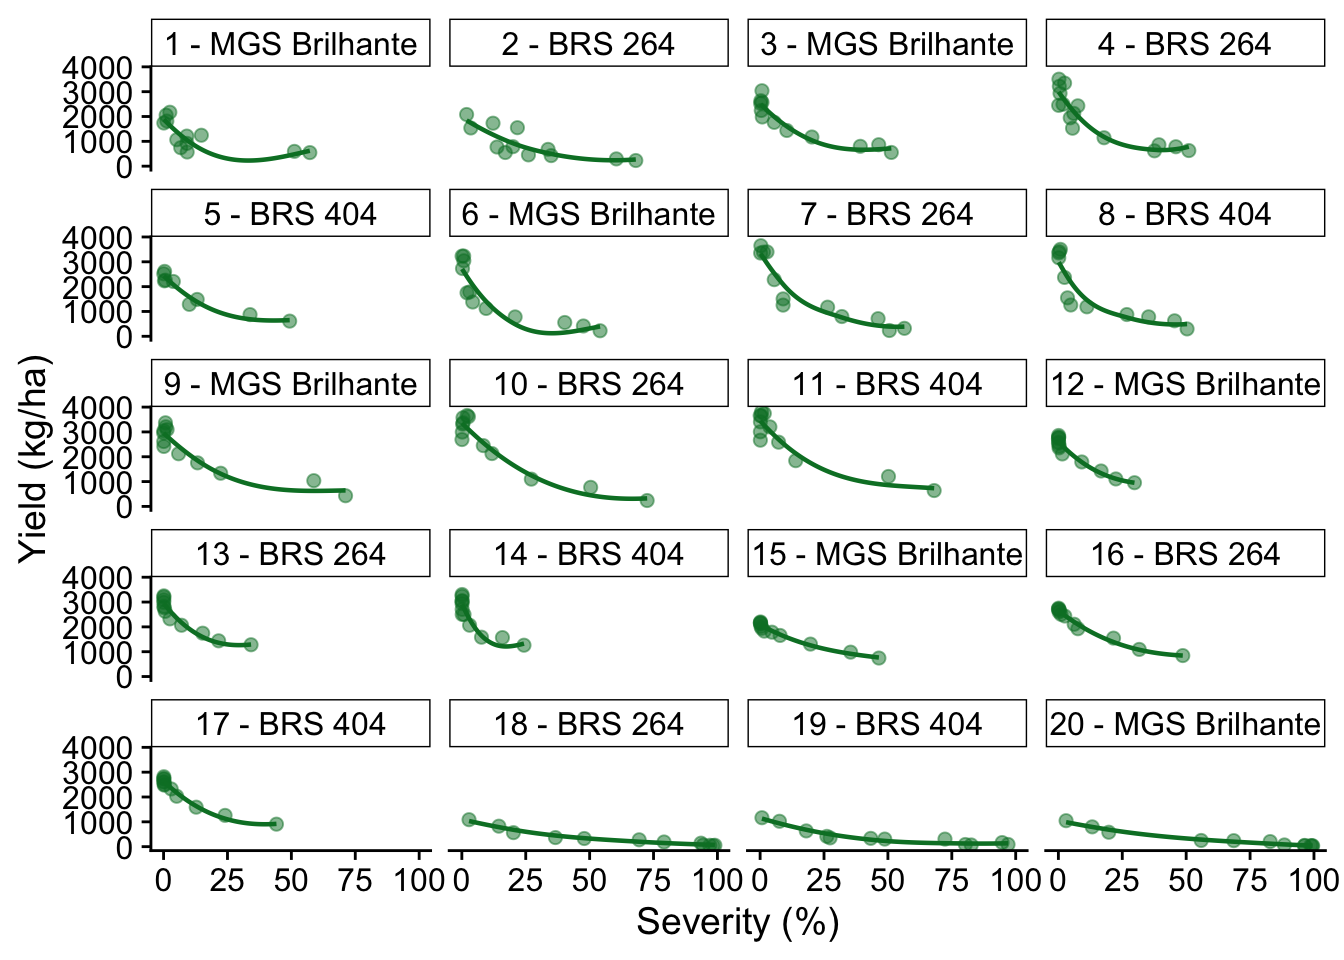 1 - MGS Brilhante
2 - BRS 264
3 - MGS Brilhante
4 - BRS 264
4000
3000
2000
1000
0
5 - BRS 404
6 - MGS Brilhante
7 - BRS 264
8 - BRS 404
4000
3000
2000
1000
0
9 - MGS Brilhante
10 - BRS 264
11 - BRS 404
12 - MGS Brilhante
4000
3000
2000
1000
0
13 - BRS 264
14 - BRS 404
15 - MGS Brilhante
16 - BRS 264
4000
3000
2000
1000
0
17 - BRS 404
18 - BRS 264
19 - BRS 404
20 - MGS Brilhante
4000
3000
2000
1000
0
0 25 50 75 100
0 25 50 75 100
0 25 50 75 100
0 25 50 75 100
Severity (%)
Yield (kg/ha)